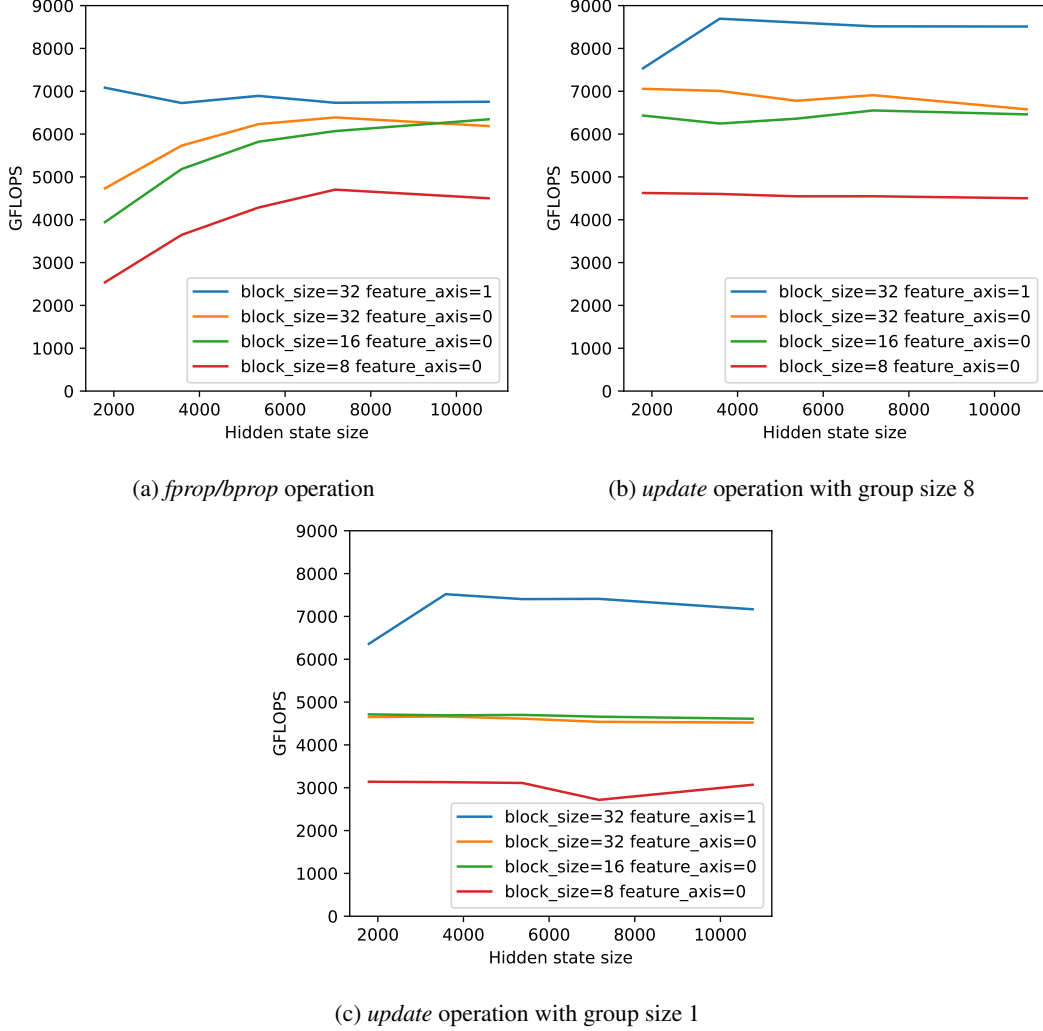 9000
8000
7000
6000
5000
4000
3000
2000
1000
0
GFLOPS
block_size=32 feature_axis=1
block_size=32 feature_axis=0
block_size=16 feature_axis=0
block_size=8 feature_axis=0
2000 4000 6000 8000 10000
Hidden state size
(a) fprop/bprop operation
9000
8000
7000
6000
5000
4000
3000
2000
1000
0
GFLOPS
block_size=32 feature_axis=1
block_size=32 feature_axis=0
block_size=16 feature_axis=0
block_size=8 feature_axis=0
2000 4000 6000 8000 10000
Hidden state size
(b) update operation with group size 8
9000
8000
7000
6000
5000
4000
3000
2000
1000
0
GFLOPS
block_size=32 feature_axis=1
block_size=32 feature_axis=0
block_size=16 feature_axis=0
block_size=8 feature_axis=0
2000 4000 6000 8000 10000
Hidden state size
(c) update operation with group size 1